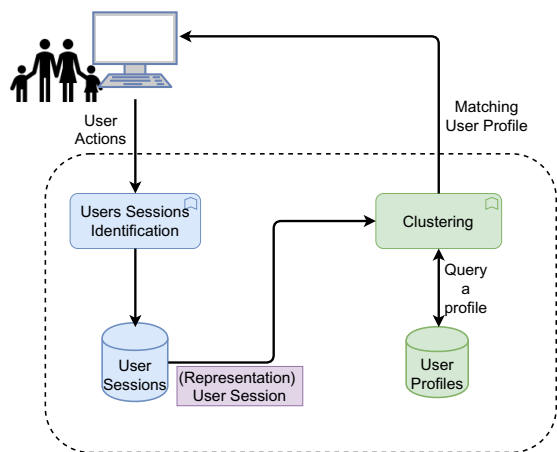 User
Actions
Matching
User Profile
Users Sessions
Identification
Clustering
Query
a
profile
User
Sessions
(Representation)
User Session
User
Profiles